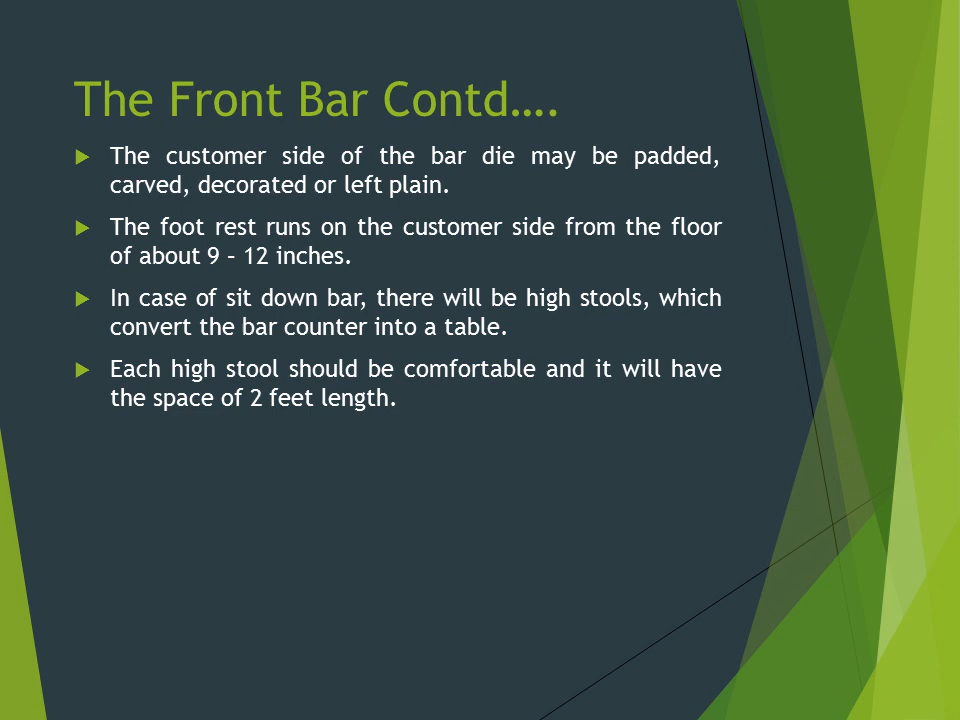 The Front Bar Contd….
The customer side of the bar die may be padded,
carved, decorated or left plain.
The foot rest runs on the customer side from the floor
of about 9 – 12 inches.
In case of sit down bar, there will be high stools, which
convert the bar counter into a table.
Each high stool should be comfortable and it will have
the space of 2 feet length.